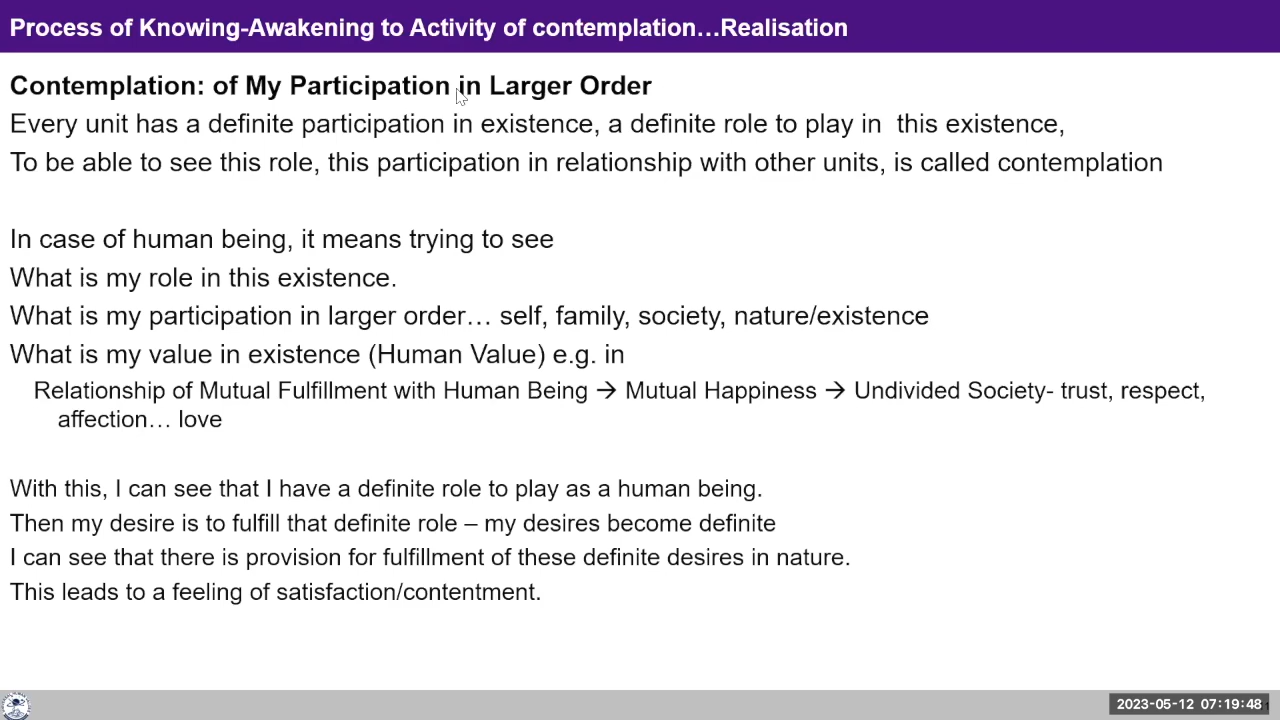 Process of Knowing-Awakening to Activity of contemplation…Realisation
Contemplation: of My Participation in Larger Order
Every unit has a definite participation in existence, a definite role to play in  this existence,
To be able to see this role, this participation in relationship with other units, is called contemplation
In case of human being, it means trying to see
What is my role in this existence.
What is my participation in larger order… self, family, society, nature/existence
What is my value in existence (Human Value) e.g. in
Relationship of Mutual Fulfillment with Human Being → Mutual Happiness → Undivided Society- trust, respect,
affection… love
With this, I can see that I have a definite role to play as a human being.
Then my desire is to fulfill that definite role – my desires become definite
I can see that there is provision for fulfillment of these definite desires in nature.
This leads to a feeling of satisfaction/contentment.
2023-05-12 07:19:48